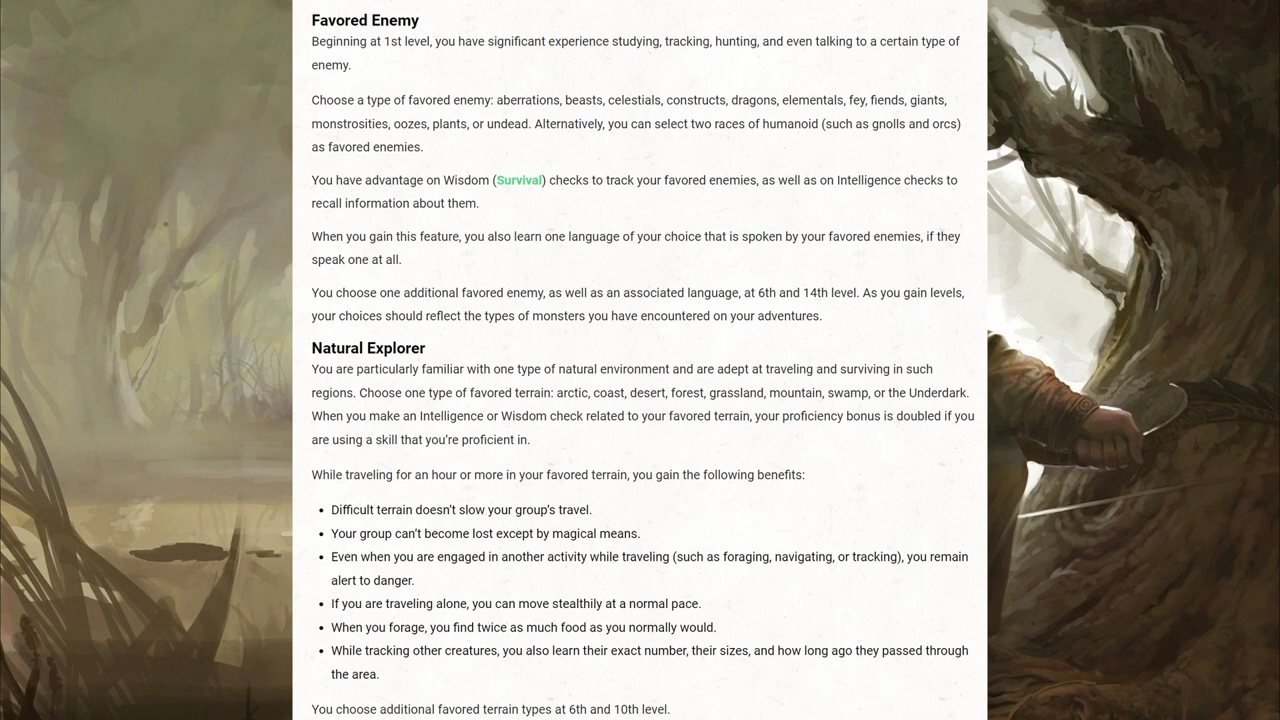 Favored Enemy
Beginning at 1st level, you have significant experience studying, tracking, hunting, and even talking to a certain type of
enemy.
Choose a type of favored enemy: aberrations, beasts, celestials, constructs, dragons, elementals, fey, fiends, giants,
monstrosities, oozes, plants, or undead. Alternatively, you can select two races of humanoid (such as gnolls and orcs)
as favored enemies.
You have advantage on Wisdom (Survival) checks to track your favored enemies, as well as on Intelligence checks to
recall information about them.
When you gain this feature, you also learn one language of your choice that is spoken by your favored enemies, if they
speak one at all.
You choose one additional favored enemy, as well as an associated language, at 6th and 14th level. As you gain levels,
your choices should reflect the types of monsters you have encountered on your adventures.
Natural Explorer
You are particularly familiar with one type of natural environment and are adept at traveling and surviving in such
regions. Choose one type of favored terrain: arctic, coast, desert, forest, grassland, mountain, swamp, or the Underdark.
When you make an Intelligence or Wisdom check related to your favored terrain, your proficiency bonus is doubled if you
are using a skill that you’re proficient in.
While traveling for an hour or more in your favored terrain, you gain the following benefits:
• Difficult terrain doesn’t slow your group’s travel.
• Your group can’t become lost except by magical means.
• Even when you are engaged in another activity while traveling (such as foraging, navigating, or tracking), you remain
alert to danger.
• If you are traveling alone, you can move stealthily at a normal pace.
• When you forage, you find twice as much food as you normally would.
• While tracking other creatures, you also learn their exact number, their sizes, and how long ago they passed through
the area.
You choose additional favored terrain types at 6th and 10th level.